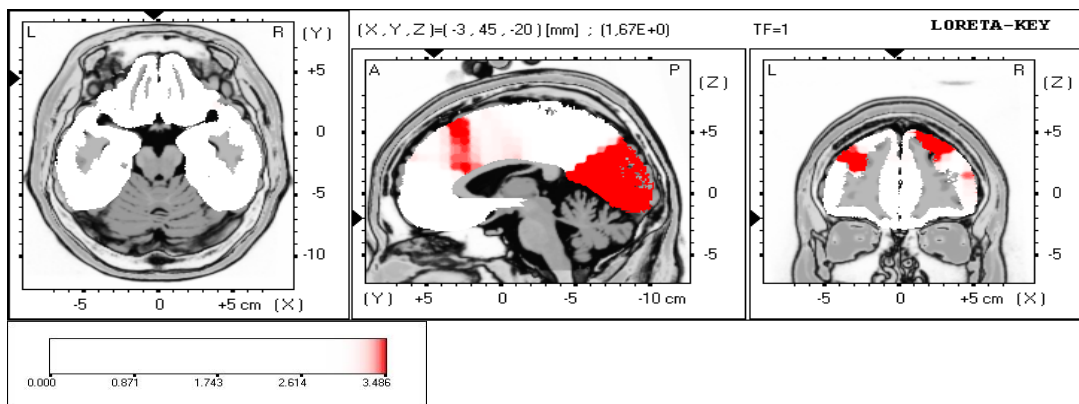 (X, Y, Z)=( -3 , 45 , -20 ) [mm] ; (1,67E+0) TF=1 LORETA-KEY
L R (Y)
+5
0
-5
-10
-5 0 +5 cm (X)
A P (Z)
+5
0
-5
(Y) +5 0 -5 -10 cm
L R (Z)
+5
0
-5
-5 0 +5 cm (X)
0.000 0.871 1.743 2.614 3.486